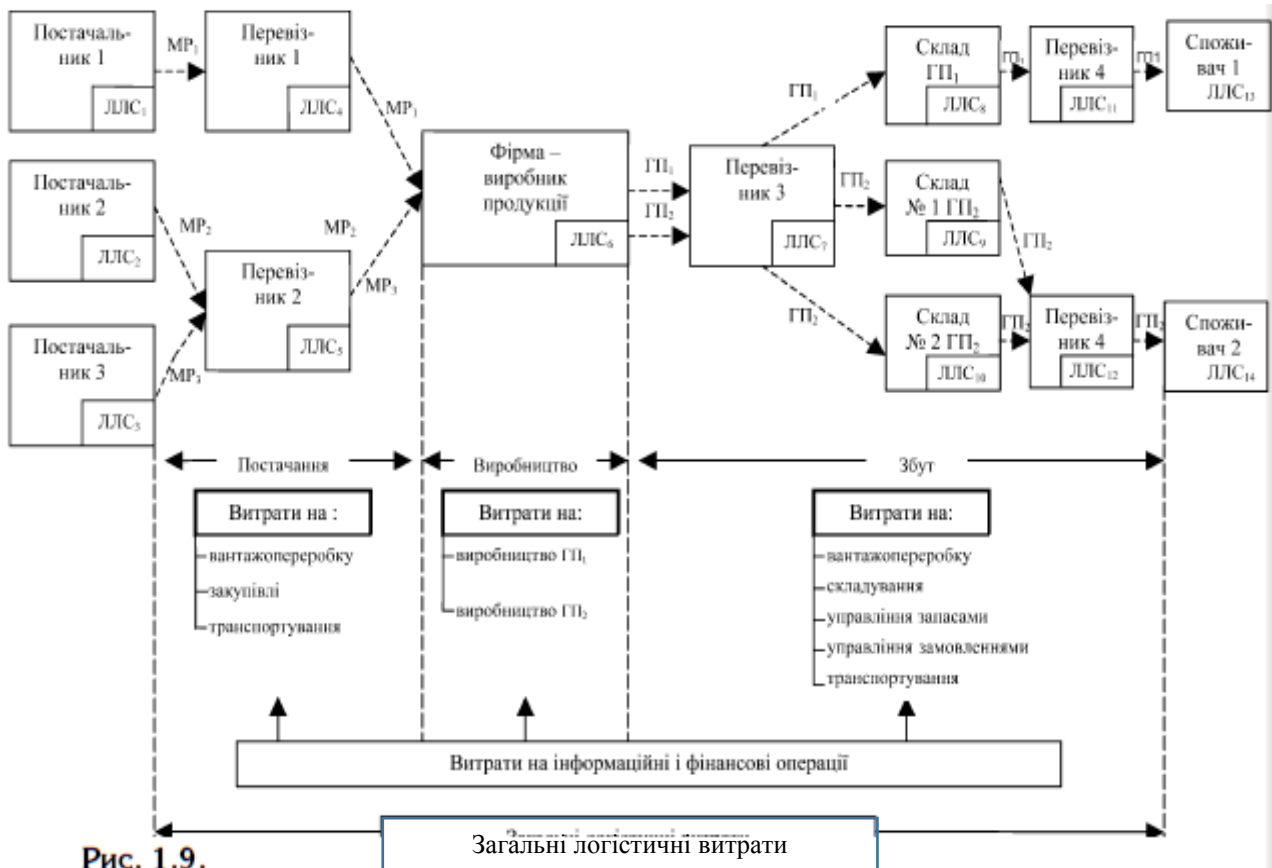 Постачаль-
ник 1
ЛЛС₁
МР₁
Перевіз-
ник 1
ЛЛС₄
МР₁
Постачаль-
ник 2
ЛЛС₂
МР₂
Постачаль-
ник 3
ЛЛС₃
МР₃
Перевіз-
ник 2
ЛЛС₅
МР₂
МР₃
Фірма –
виробник
продукції
ЛЛС₆
ГП₁
ГП₂
Перевіз-
ник 3
ЛЛС₇
ГП₁
ГП₂
ГП₂
Склад
ГП₁
ЛЛС₈
ГП₁
Перевіз-
ник 4
ЛЛС₁₁
ГП1
Спожи-
вач 1
ЛЛС₁₃
Склад
№ 1 ГП₂
ЛЛС₉
ГП₂
Склад
№ 2 ГП₂
ЛЛС₁₀
ГП₂
Перевіз-
ник 4
ЛЛС₁₂
ГП₂
Спожи-
вач 2
ЛЛС₁₄
Постачання
Виробництво
Збут
Витрати на :
вантажопереробку
закупівлі
транспортування
Витрати на:
виробництво ГП₁
виробництво ГП₂
Витрати на:
вантажопереробку
складування
управління запасами
управління замовленнями
транспортування
Витрати на інформаційні і фінансові операції
Загальні логістичні витрати
Рис. 1.9.